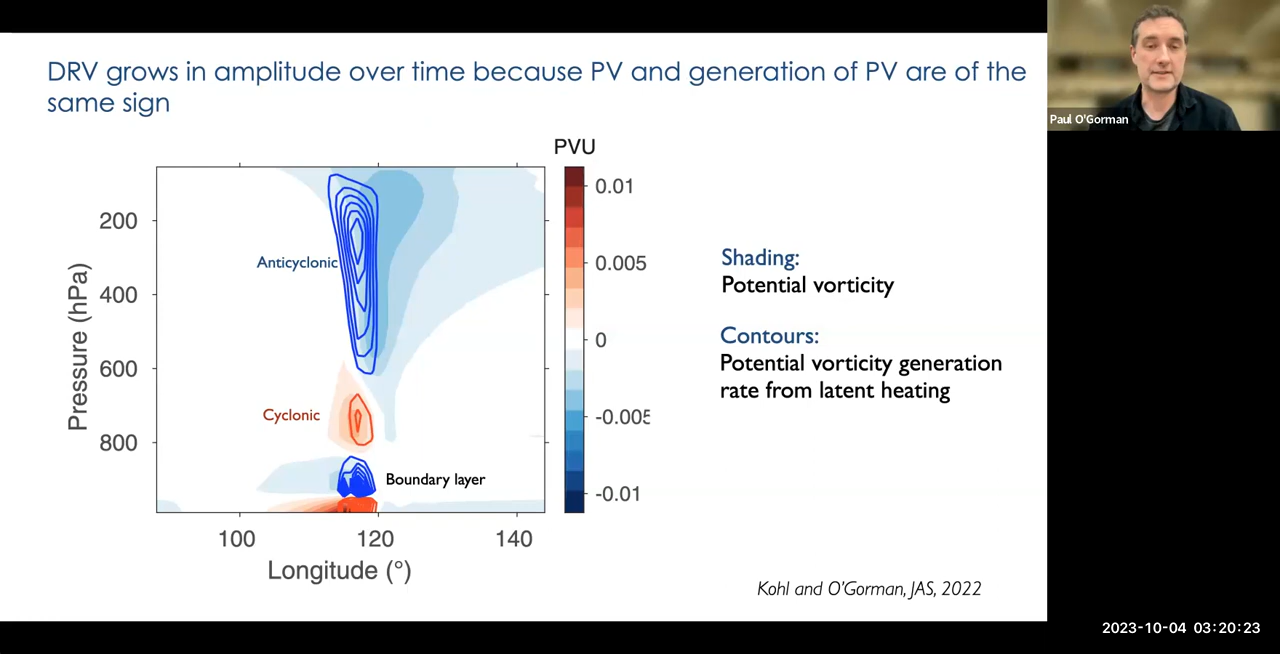 DRV grows in amplitude over time because PV and generation of PV are of the
same sign
PVU
0.01
0.005
0
-0.005
-0.01
200
400
600
800
Pressure (hPa)
Anticyclonic
Cyclonic
Boundary layer
100
120
140
Longitude (°)
Shading:
Potential vorticity
Contours:
Potential vorticity generation
rate from latent heating
Kohl and O'Gorman, JAS, 2022
Paul O'Gorman
2023-10-04 03:20:23